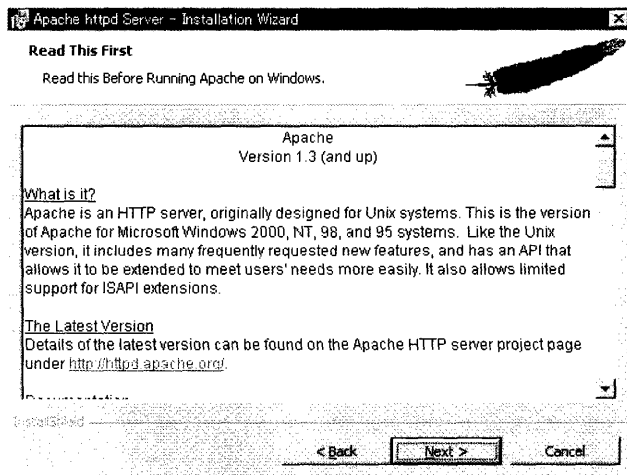 Apache httpd Server - Installation Wizard
Read This First
Read this Before Running Apache on Windows.
Apache
Version 1.3 (and up)
What is it?
Apache is an HTTP server, originally designed for Unix systems. This is the version
of Apache for Microsoft Windows 2000, NT, 98, and 95 systems. Like the Unix
version, it includes many frequently requested new features, and has an API that
allows it to be extended to meet users' needs more easily. It also allows limited
support for ISAPI extensions.
The Latest Version
Details of the latest version can be found on the Apache HTTP server project page
under http://httpd.apache.org/.
Documentation
InstallShield
< Back Next > Cancel